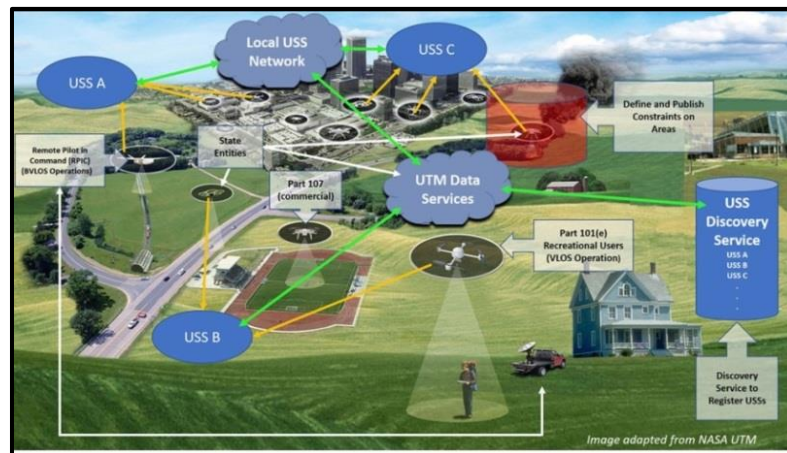 Local USS
Network
USS C
USS A
Define and Publish
Constraints on
Areas
Remote Pilot in
Command (RPIC)
(BVLOS Operations)
State
Entities
Part 107
(commercial)
UTM Data
Services
Part 101(e)
Recreational Users
(VLOS Operation)
USS
Discovery
Service
USS A
USS B
USS C
.
.
.
USS B
Discovery
Service to
Register USSs
Image adapted from NASA UTM